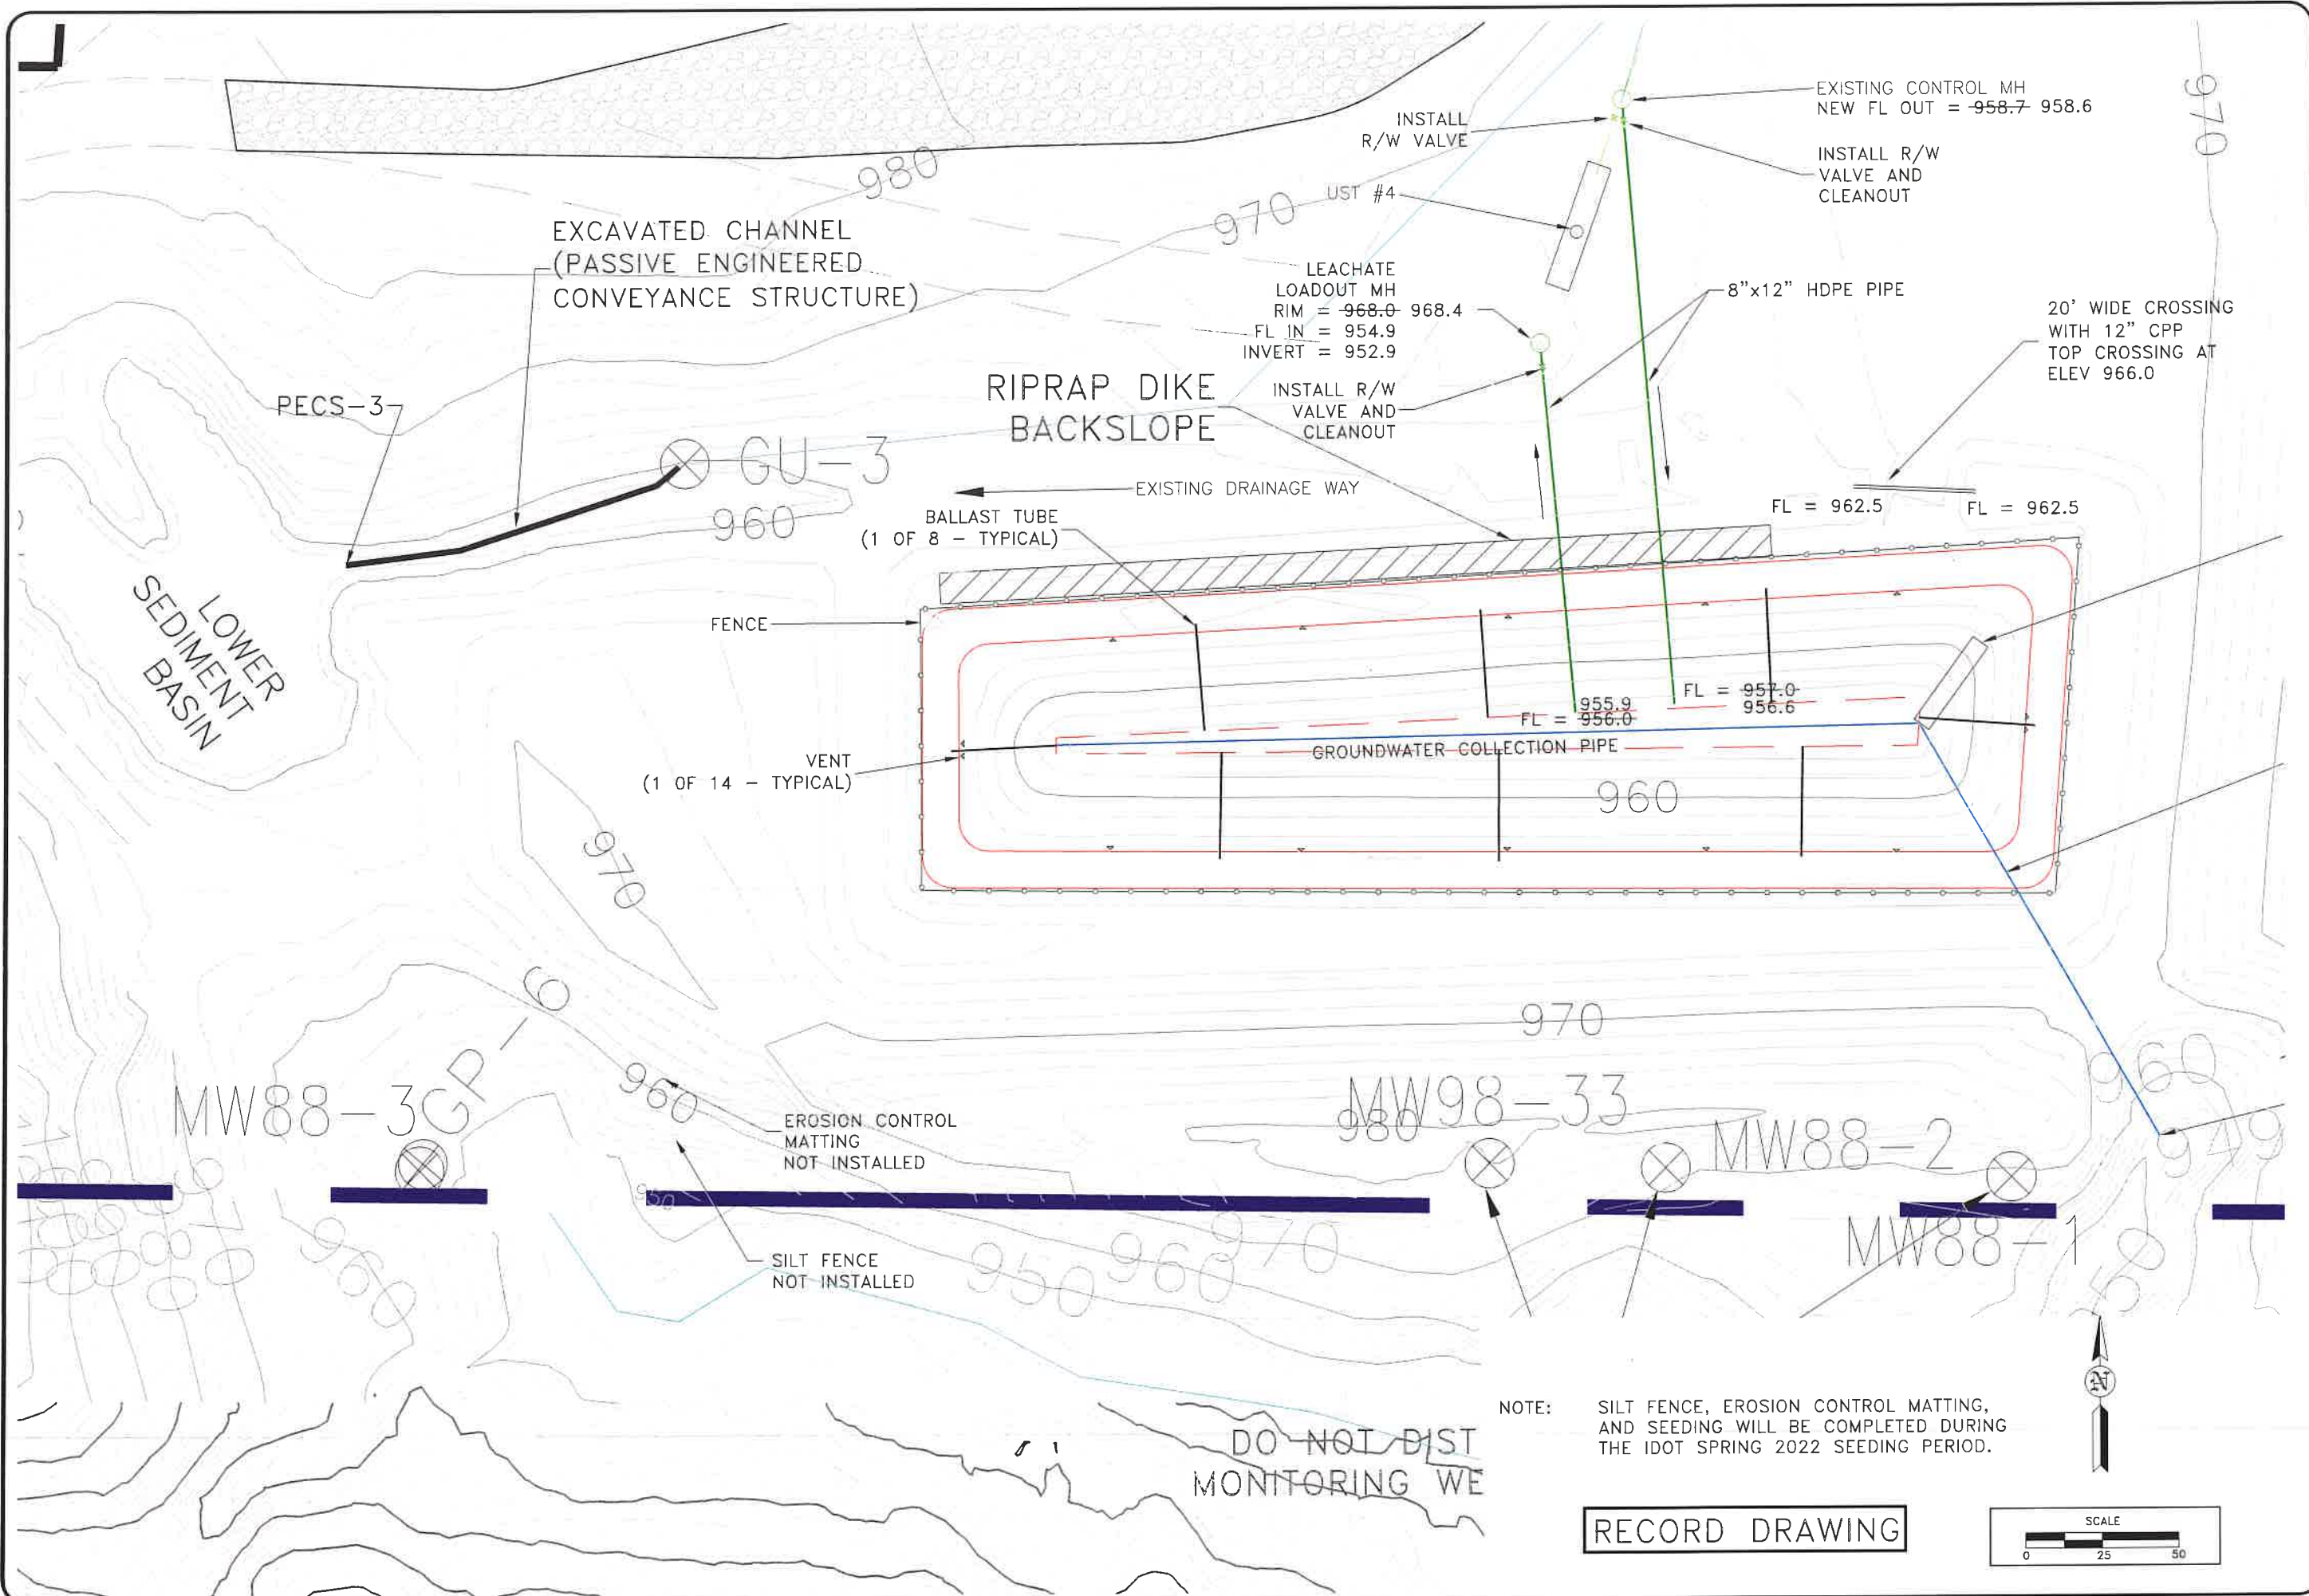 EXISTING CONTROL MH
NEW FL OUT = 958.7 958.6
970
INSTALL
R/W VALVE
INSTALL R/W
VALVE AND
CLEANOUT
980
970
UST #4
EXCAVATED CHANNEL
(PASSIVE ENGINEERED
CONVEYANCE STRUCTURE)
LEACHATE
LOADOUT MH
RIM = 968.0 968.4
FL IN = 954.9
INVERT = 952.9
8"x12" HDPE PIPE
20' WIDE CROSSING
WITH 12" CPP
TOP CROSSING AT
ELEV 966.0
RIPRAP DIKE
BACKSLOPE
INSTALL R/W
VALVE AND
CLEANOUT
PECS-3
GU-3
EXISTING DRAINAGE WAY
960
BALLAST TUBE
(1 OF 8 - TYPICAL)
FL = 962.5
FL = 962.5
LOWER
SEDIMENT
BASIN
FENCE
FL = 957.0
956.6
955.9
FL = 956.0
GROUNDWATER COLLECTION PIPE
VENT
(1 OF 14 - TYPICAL)
960
970
970
960
MW88-3
GP-6
960
EROSION CONTROL
MATTING
NOT INSTALLED
MW98-33
980
MW88-2
949
950
MW88-1
960
SILT FENCE
NOT INSTALLED
950
960
970
DO NOT DIST
MONITORING WE
NOTE: SILT FENCE, EROSION CONTROL MATTING,
AND SEEDING WILL BE COMPLETED DURING
THE IDOT SPRING 2022 SEEDING PERIOD.
N
RECORD DRAWING
SCALE
0 25 50